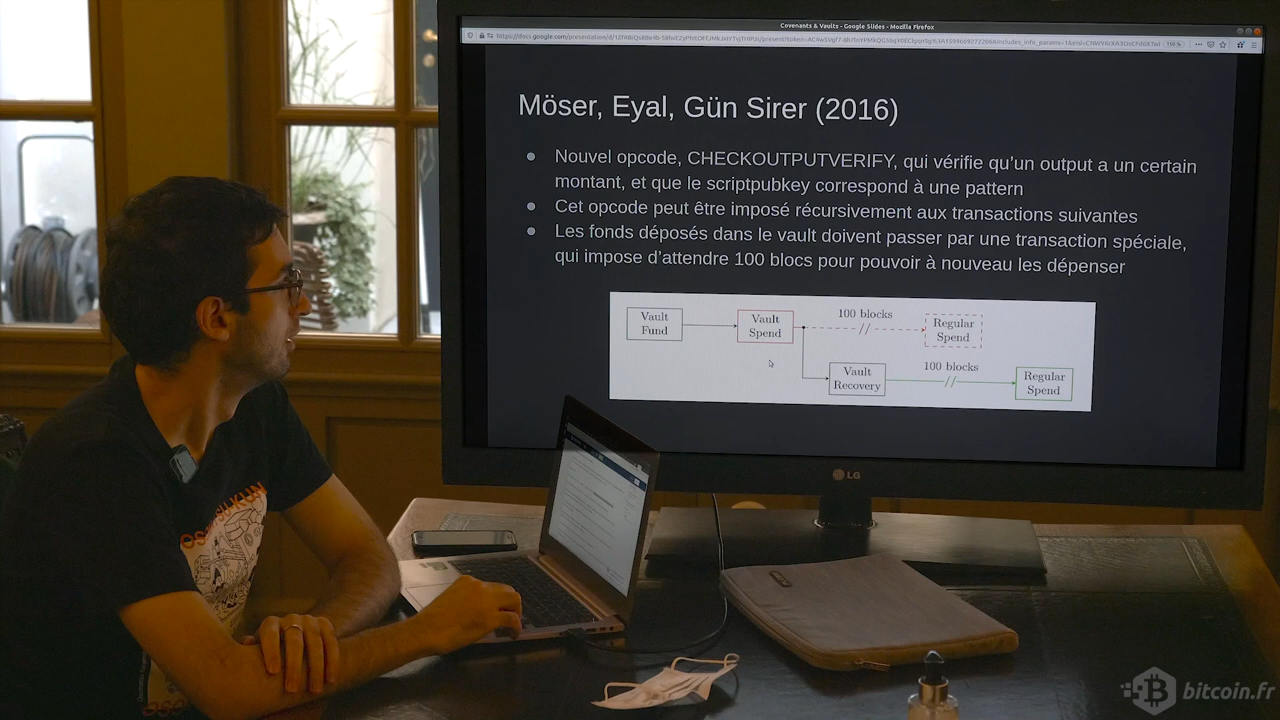 Covenants & Vaults - Google Slides - Mozilla Firefox
150 %
Möser, Eyal, Gün Sirer (2016)
Nouvel opcode, CHECKOUTPUTVERIFY, qui vérifie qu'un output a un certain
montant, et que le scriptpubkey correspond à une pattern
Cet opcode peut être imposé récursivement aux transactions suivantes
Les fonds déposés dans le vault doivent passer par une transaction spéciale,
qui impose d'attendre 100 blocs pour pouvoir à nouveau les dépenser
Vault
Fund
Vault
Spend
100 blocks
Regular
Spend
Vault
Recovery
100 blocks
Regular
Spend
LG
bitcoin.fr